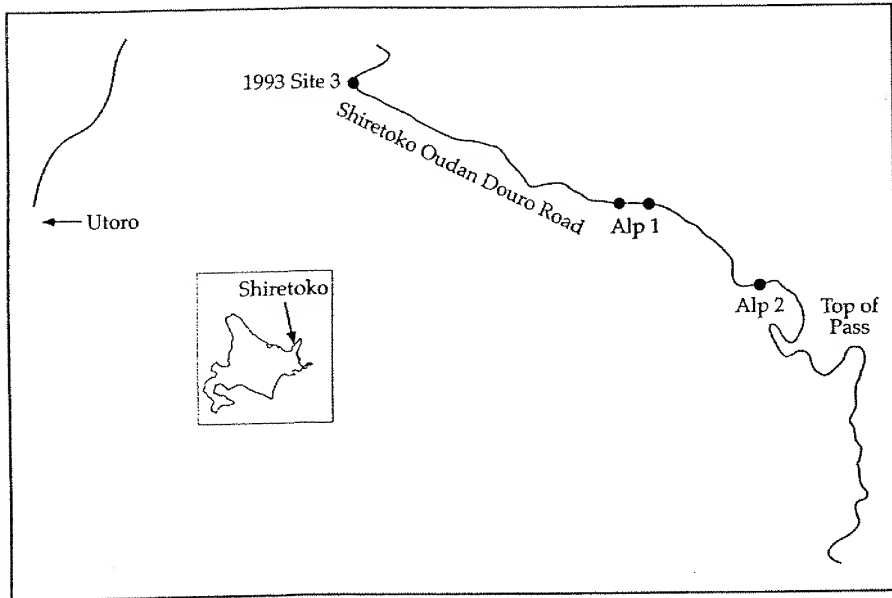 1993 Site 3
Shiretoko Oudan Douro Road
Alp 1
Utoro
Shiretoko
Alp 2
Top of
Pass